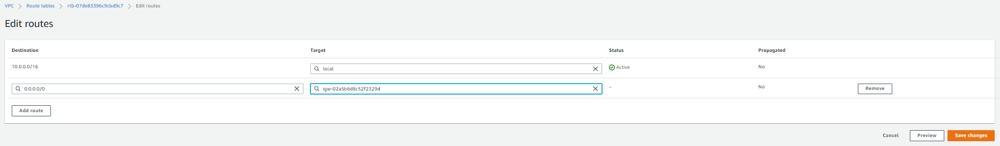 VPC > Route tables > rtb-07de83396c9cbd9c7 > Edit routes
Edit routes
Destination Target Status Propagated
10.0.0.0/16 local Active No
0.0.0.0/0 igw-02a5b6d8c52f2329d – No Remove
Add route
Cancel Preview Save changes